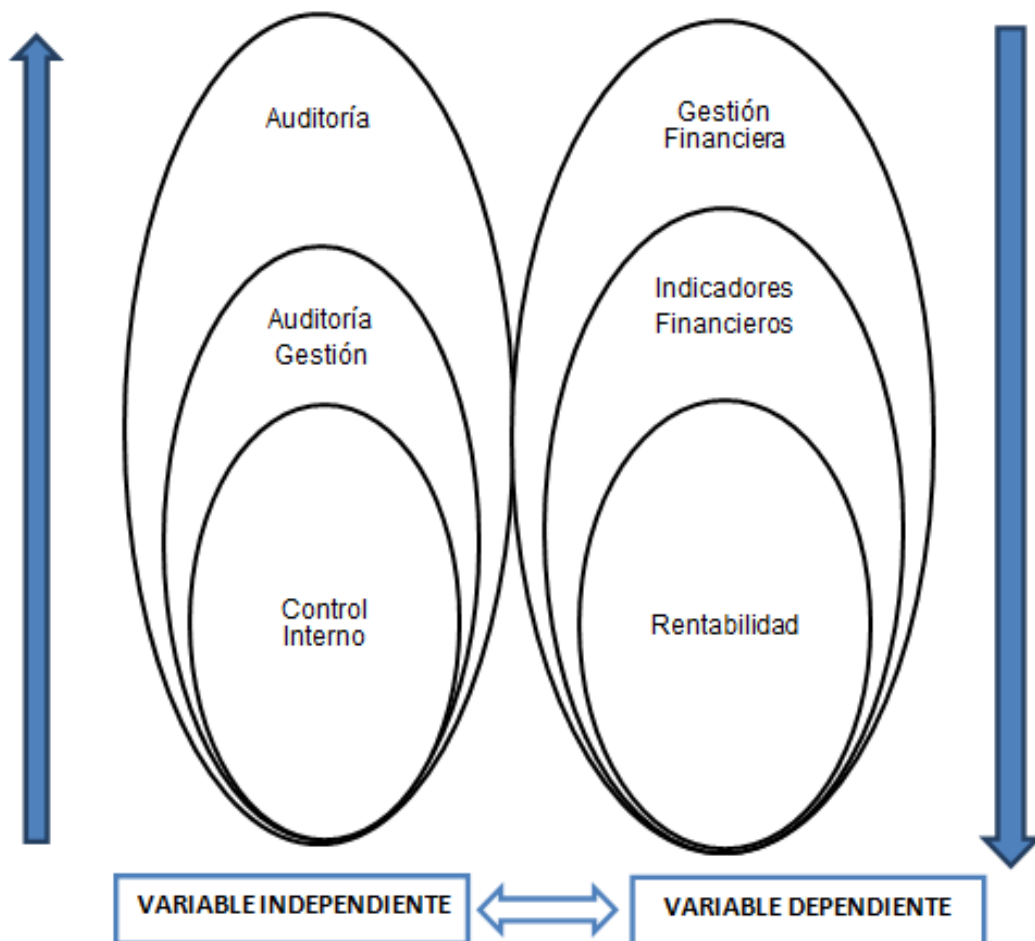 Auditoría
Auditoría
Gestión
Control
Interno
Gestión
Financiera
Indicadores
Financieros
Rentabilidad
VARIABLE INDEPENDIENTE
VARIABLE DEPENDIENTE